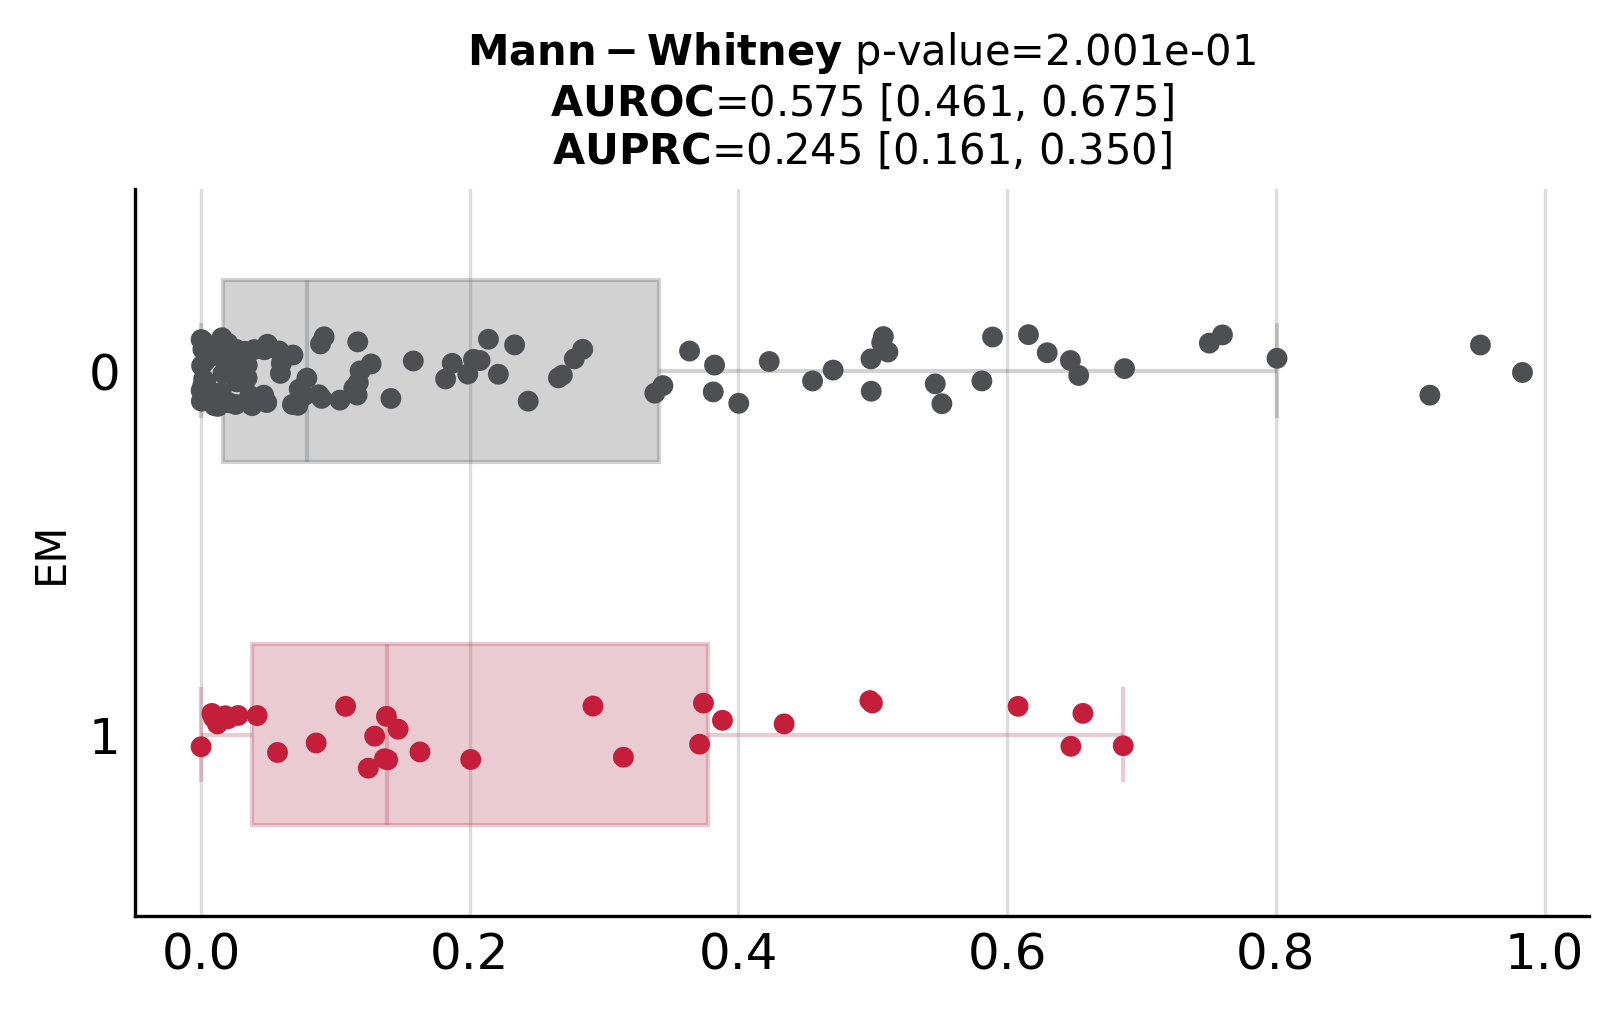 Mann − Whitney p-value=2.001e-01
AUROC=0.575 [0.461, 0.675]
AUPRC=0.245 [0.161, 0.350]
0
EM
1
0.0 0.2 0.4 0.6 0.8 1.0